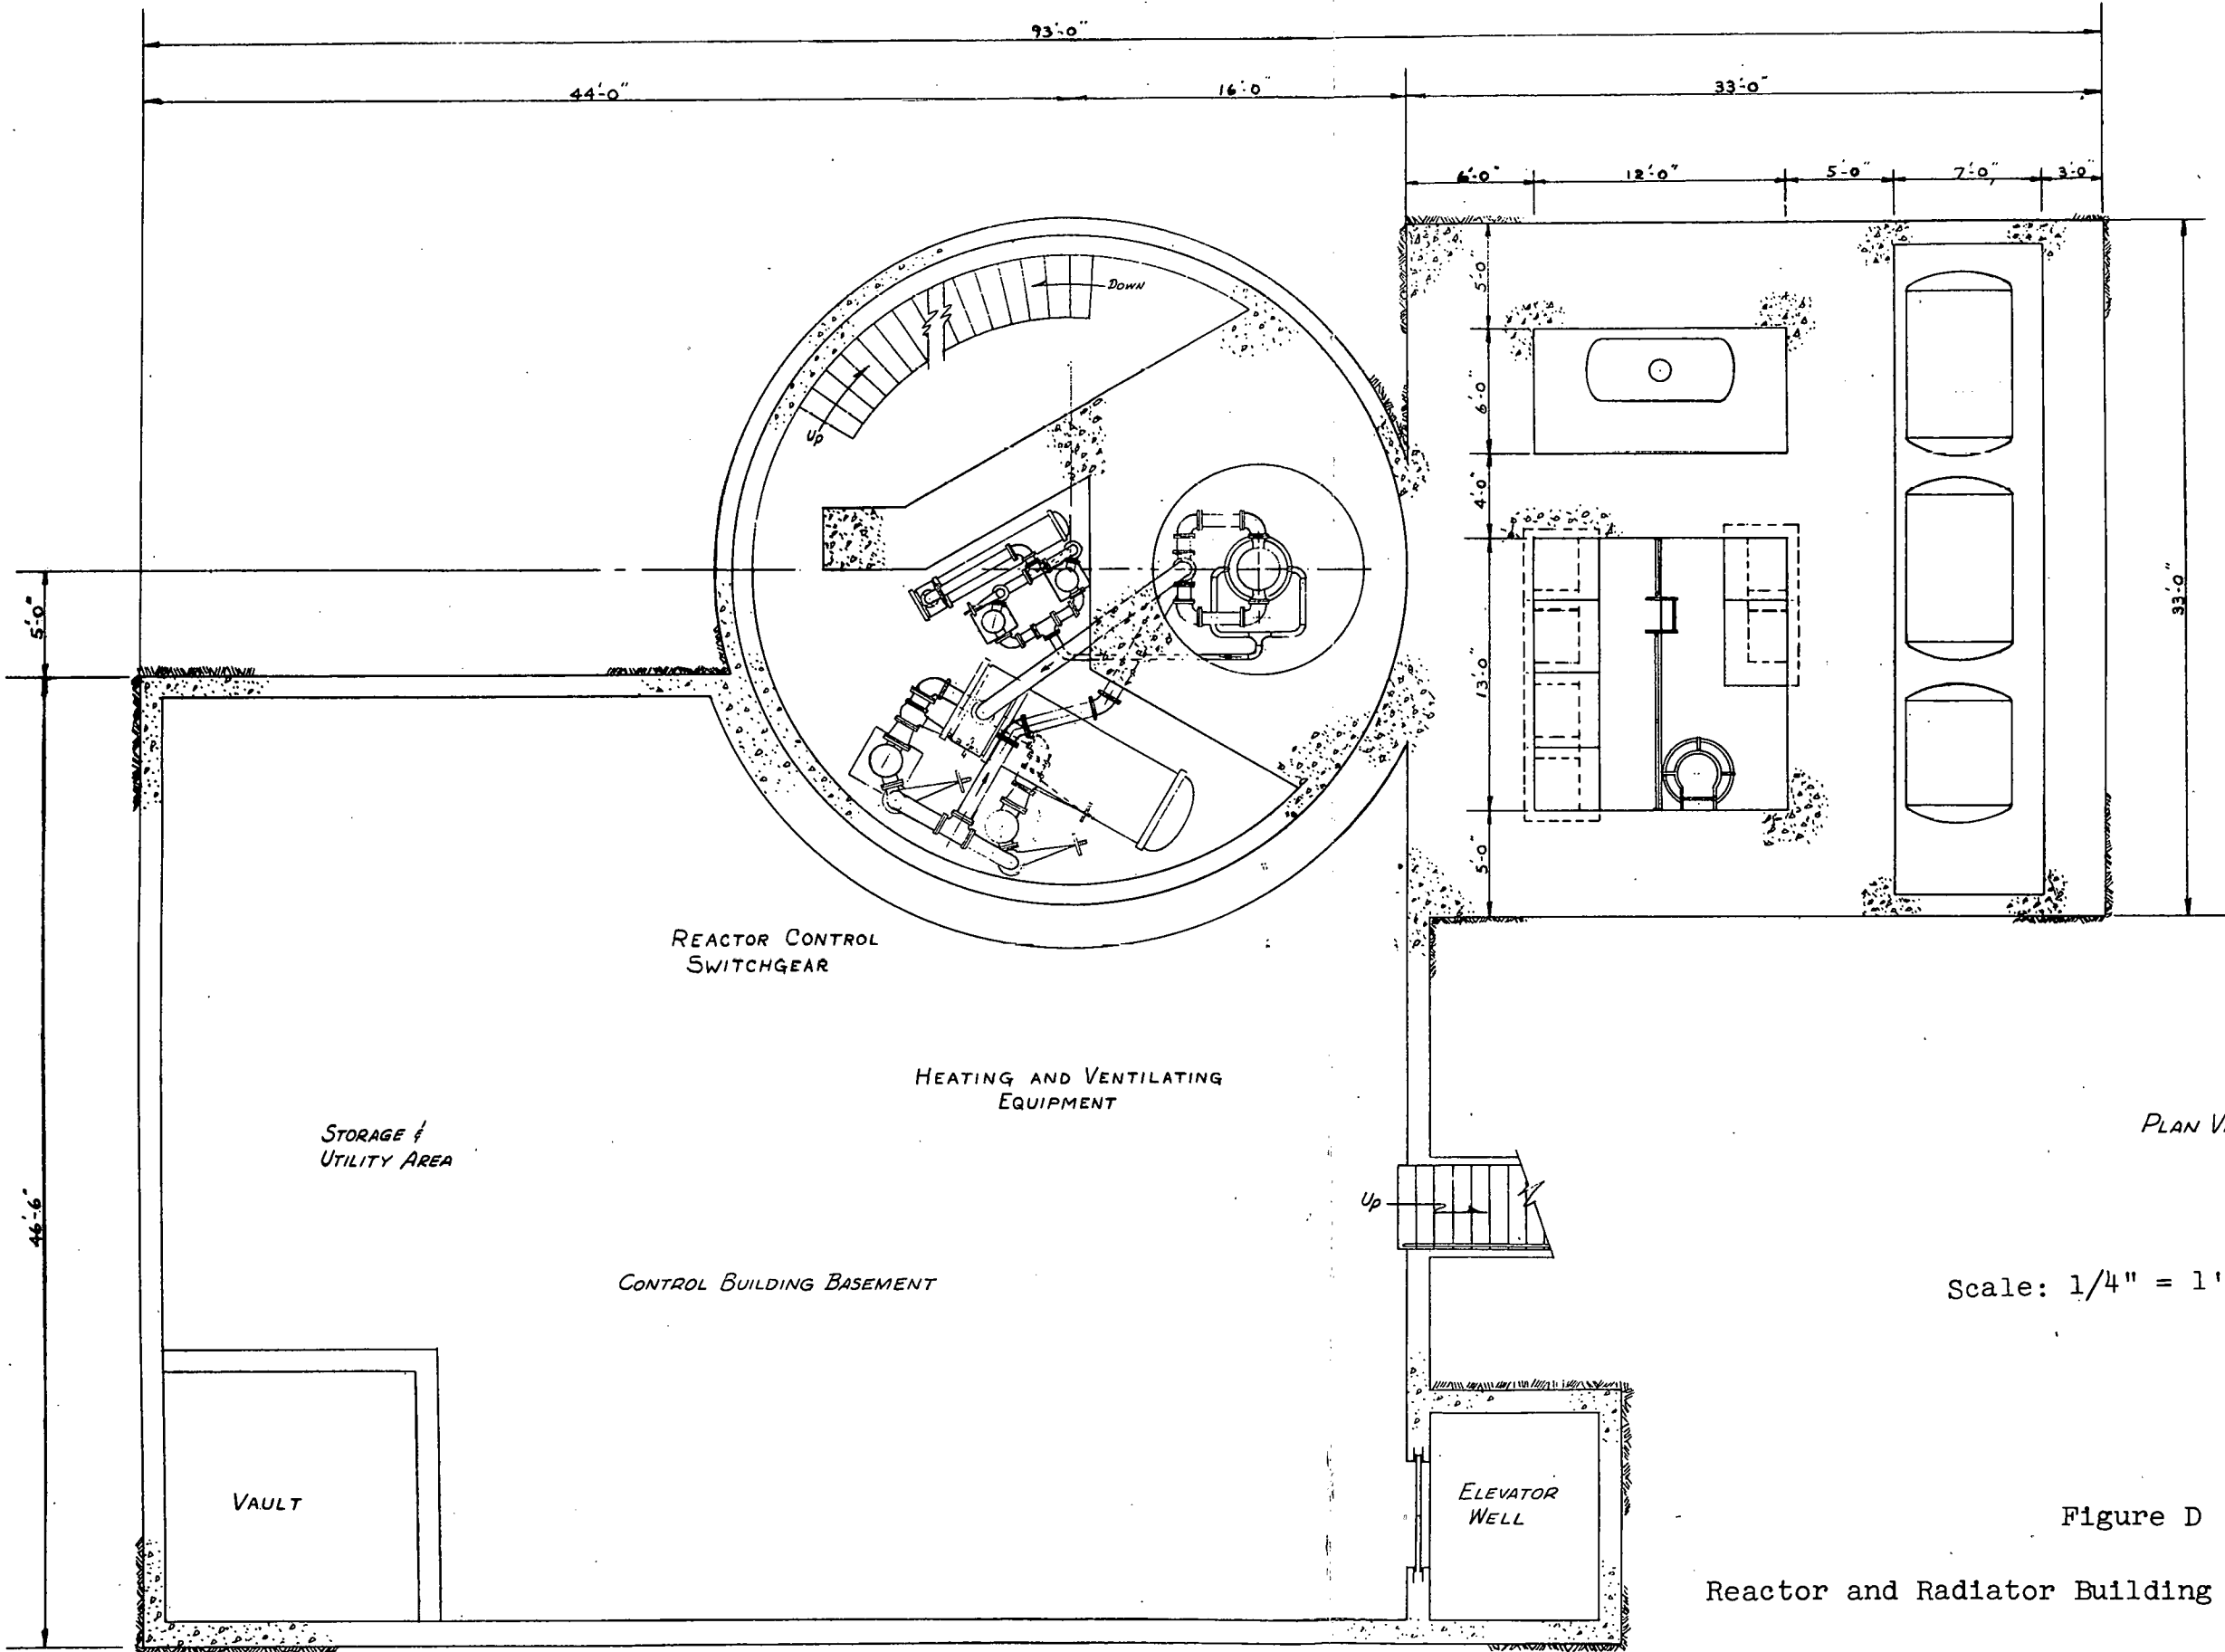 93'-0"
44'-0"
16'-0"
33'-0"
6'-0"
12'-0"
5'-0"
7'-0"
3'-0"
DOWN
UP
5'-0"
6'-0"
4'-0"
13'-0"
5'-0"
33'-0"
5'-0"
46'-6"
REACTOR CONTROL
SWITCHGEAR
HEATING AND VENTILATING
EQUIPMENT
STORAGE &
UTILITY AREA
PLAN V
UP
CONTROL BUILDING BASEMENT
Scale: 1/4" = 1'
VAULT
ELEVATOR
WELL
Figure D
Reactor and Radiator Building